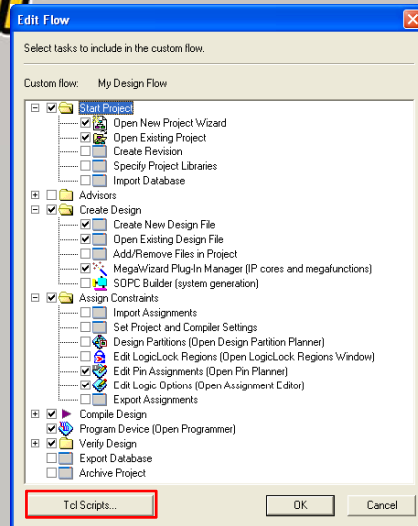 Edit Flow
Select tasks to include in the custom flow.
Custom flow: My Design Flow
Start Project
Open New Project Wizard
Open Existing Project
Create Revision
Specify Project Libraries
Import Database
Advisors
Create Design
Create New Design File
Open Existing Design File
Add/Remove Files in Project
MegaWizard Plug-In Manager (IP cores and megafunctions)
SOPC Builder (system generation)
Assign Constraints
Import Assignments
Set Project and Compiler Settings
Design Partitions (Open Design Partition Planner)
Edit LogicLock Regions (Open LogicLock Regions Window)
Edit Pin Assignments (Open Pin Planner)
Edit Logic Options (Open Assignment Editor)
Export Assignments
Compile Design
Program Device (Open Programmer)
Verify Design
Export Database
Archive Project
Tcl Scripts... OK Cancel